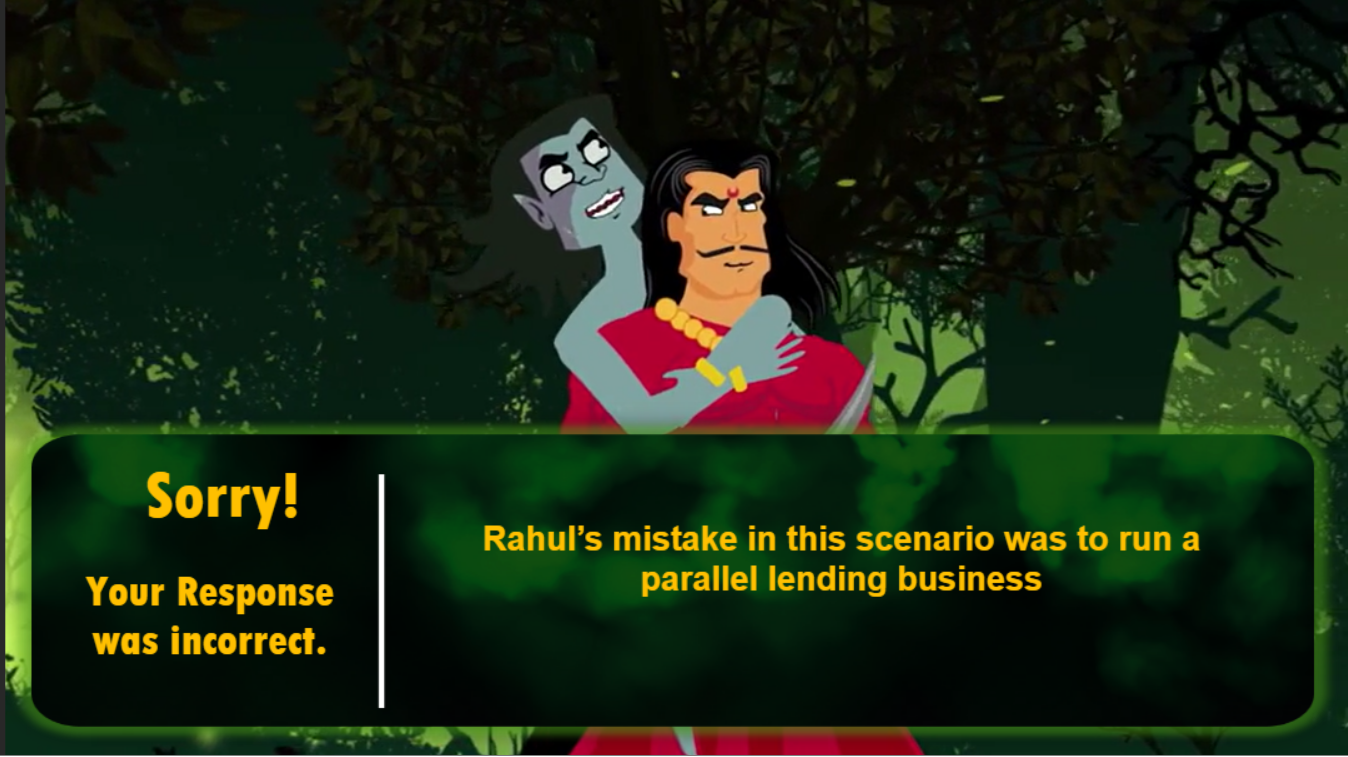 Sorry!
Your Response
was incorrect.
Rahul’s mistake in this scenario was to run a
parallel lending business